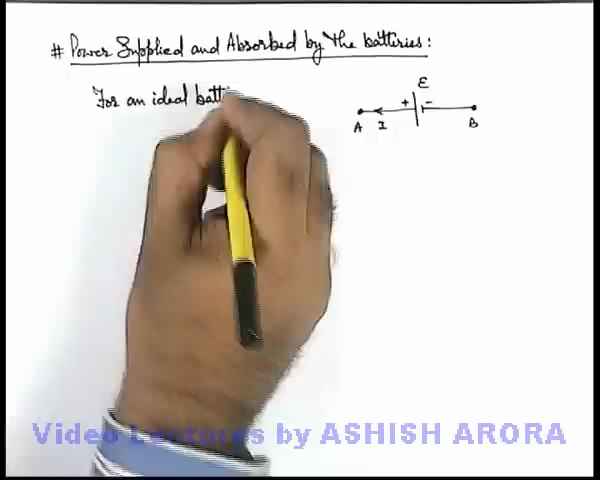 # Power Supplied and Absorbed by the batteries:
For an ideal batt
ε
+ -
A I B
Video Lectures by ASHISH ARORA